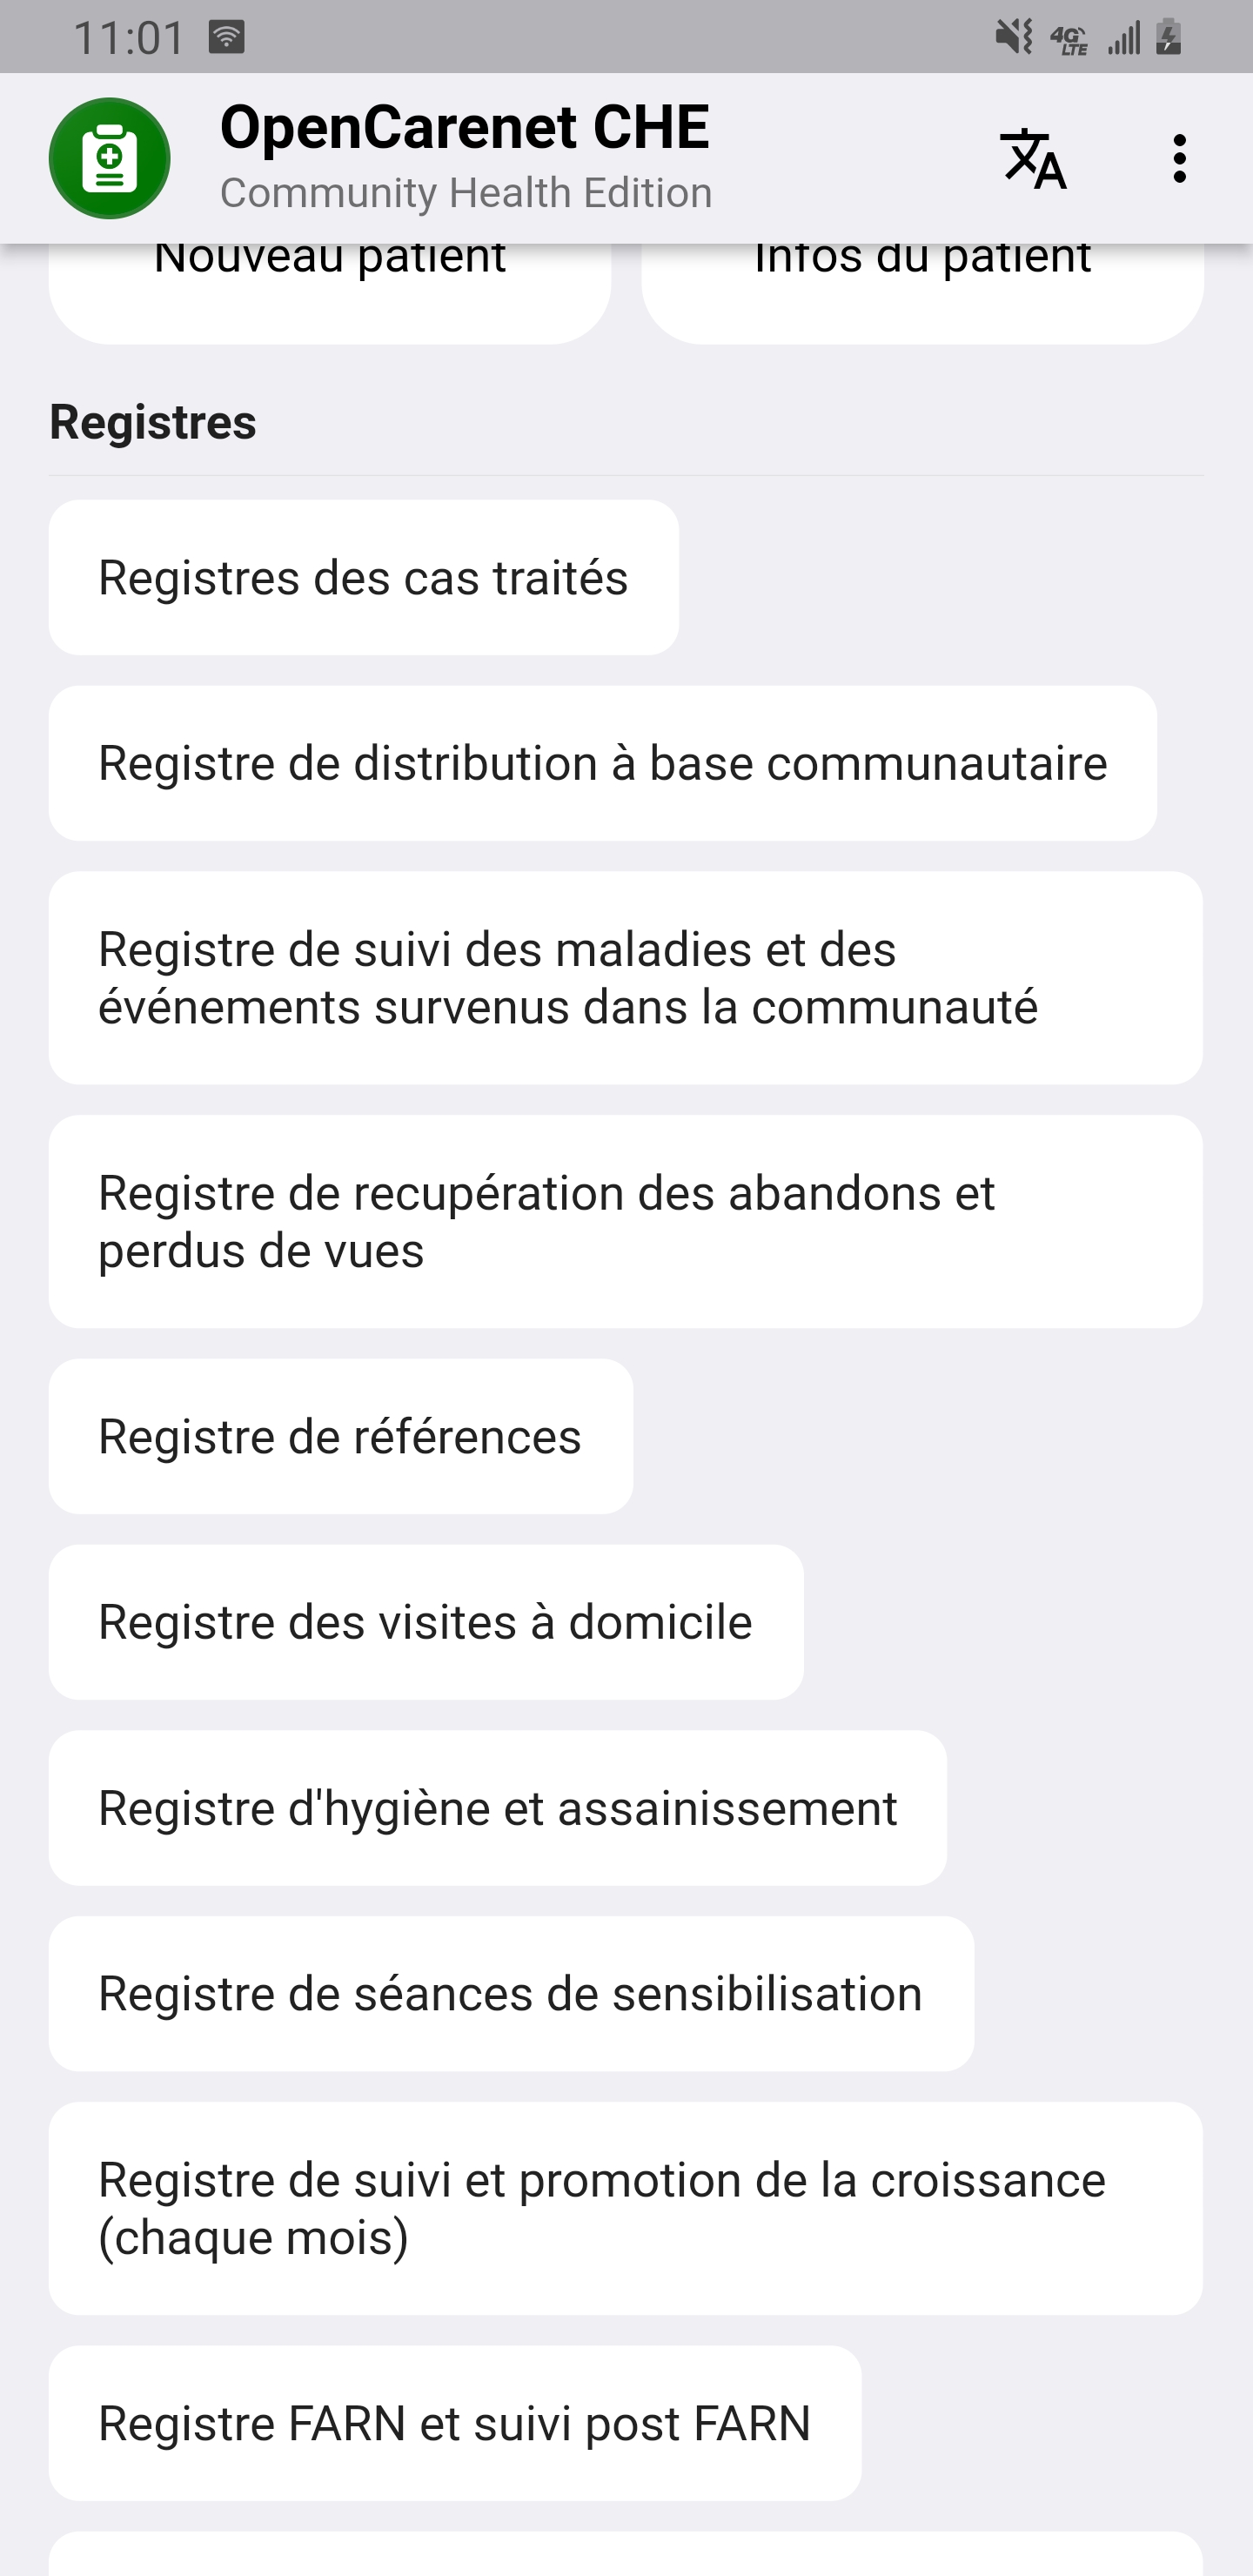 11:01
4G
LTE
OpenCarenet CHE
Community Health Edition
Nouveau patient
Infos du patient
Registres
Registres des cas traités
Registre de distribution à base communautaire
Registre de suivi des maladies et des
événements survenus dans la communauté
Registre de recupération des abandons et
perdus de vues
Registre de références
Registre des visites à domicile
Registre d'hygiène et assainissement
Registre de séances de sensibilisation
Registre de suivi et promotion de la croissance
(chaque mois)
Registre FARN et suivi post FARN